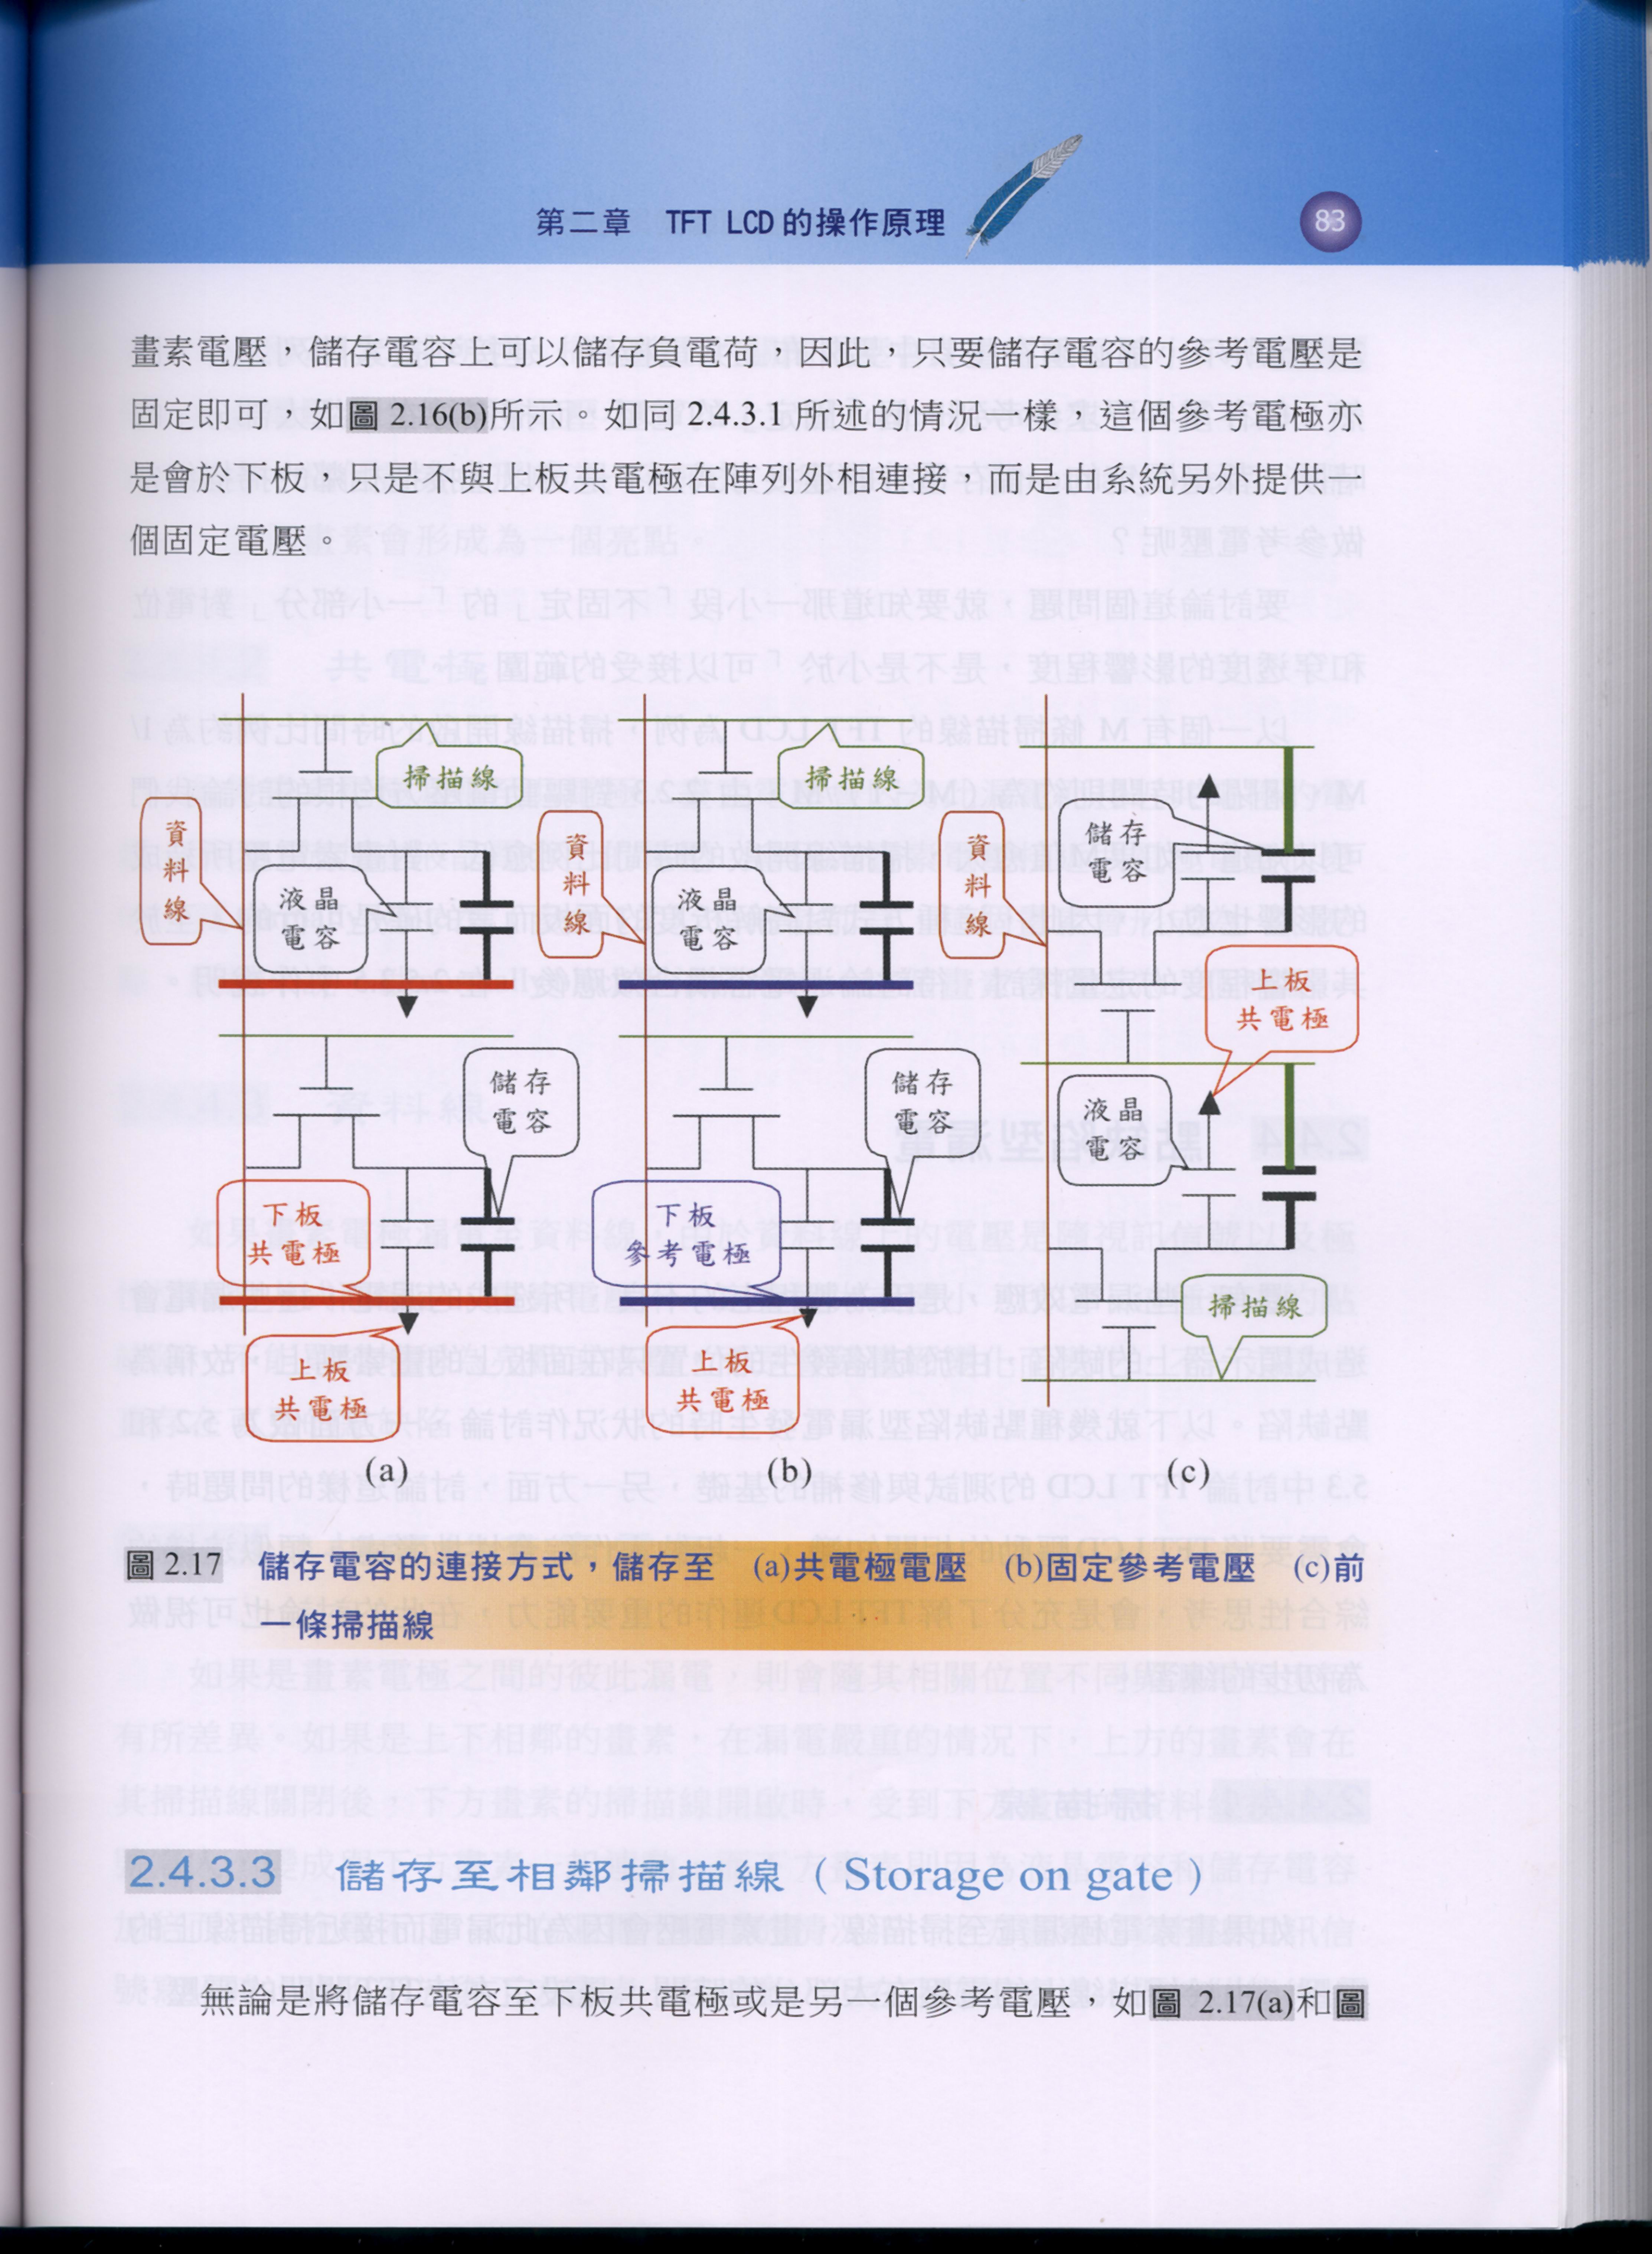 第二章 TFT LCD的操作原理
83
畫素電壓，儲存電容上可以儲存負電荷，因此，只要儲存電容的參考電壓是
固定即可，如圖 2.16(b)所示。如同 2.4.3.1 所述的情況一樣，這個參考電極亦
是會於下板，只是不與上板共電極在陣列外相連接，而是由系統另外提供一
個固定電壓。
掃描線
資料線
液晶
電容
儲存
電容
下板
共電極
上板
共電極
(a)
掃描線
資料線
液晶
電容
儲存
電容
下板
參考電極
上板
共電極
(b)
資料線
儲存
電容
上板
共電極
液晶
電容
掃描線
(c)
圖 2.17 儲存電容的連接方式，儲存至 (a)共電極電壓 (b)固定參考電壓 (c)前
一條掃描線
2.4.3.3 儲存至相鄰掃描線（Storage on gate）
無論是將儲存電容至下板共電極或是另一個參考電壓 如圖 2.17(a)和圖